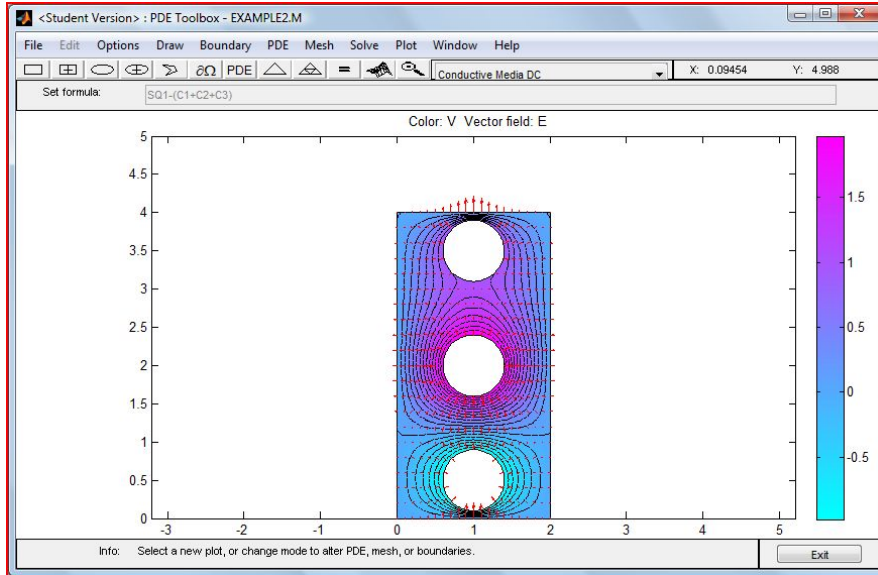 <Student Version> : PDE Toolbox - EXAMPLE2.M
File Edit Options Draw Boundary PDE Mesh Solve Plot Window Help
∂Ω PDE = Conductive Media DC X: 0.09454 Y: 4.988
Set formula: SQ1-(C1+C2+C3)
Color: V Vector field: E
5
4.5
4
3.5
3
2.5
2
1.5
1
0.5
0
-3 -2 -1 0 1 2 3 4 5
1.5
1
0.5
0
-0.5
Info: Select a new plot, or change mode to alter PDE, mesh, or boundaries.
Exit